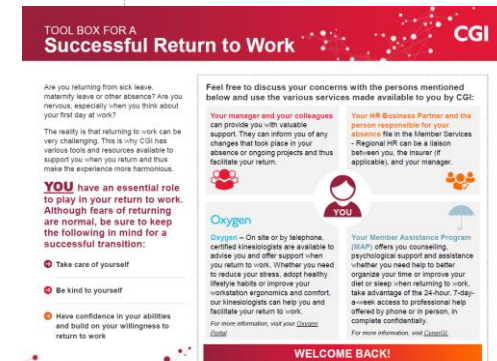 TOOL BOX FOR A
Successful Return to Work
CGI
Are you returning from sick leave,
maternity leave or other absence? Are you
nervous, especially when you think about
your first day at work?
The reality is that returning to work can be
very challenging. This is why CGI has
various tools and resources available to
support you when you return and thus
make the experience more harmonious.
YOU have an essential role
to play in your return to work.
Although fears of returning
are normal, be sure to keep
the following in mind for a
successful transition:
Take care of yourself
Be kind to yourself
Have confidence in your abilities
and build on your willingness to
return to work
Feel free to discuss your concerns with the persons mentioned
below and use the various services made available to you by CGI:
Your manager and your colleagues
can provide you with valuable
support. They can inform you of any
changes that took place in your
absence or ongoing projects and thus
facilitate your return.
Your HR Business Partner and the
person responsible for your
absence file in the Member Services
- Regional HR can be a liaison
between you, the insurer (if
applicable), and your manager.
YOU
Oxygen
Oxygen – On site or by telephone,
certified kinesiologists are available to
advise you and offer support when
you return to work. Whether you need
to reduce your stress, adopt healthy
lifestyle habits or improve your
workstation ergonomics and comfort,
our kinesiologists can help you and
facilitate your return to work.
For more information, visit your Oxygen
Portal.
Your Member Assistance Program
(MAP) offers you counselling,
psychological support and assistance
whether you need help to better
organize your time or improve your
diet or sleep when returning to work,
take advantage of the 24-hour, 7-day-
a-week access to professional help
offered by phone or in person, in
complete confidentially.
For more information, visit CynerGI.
WELCOME BACK!